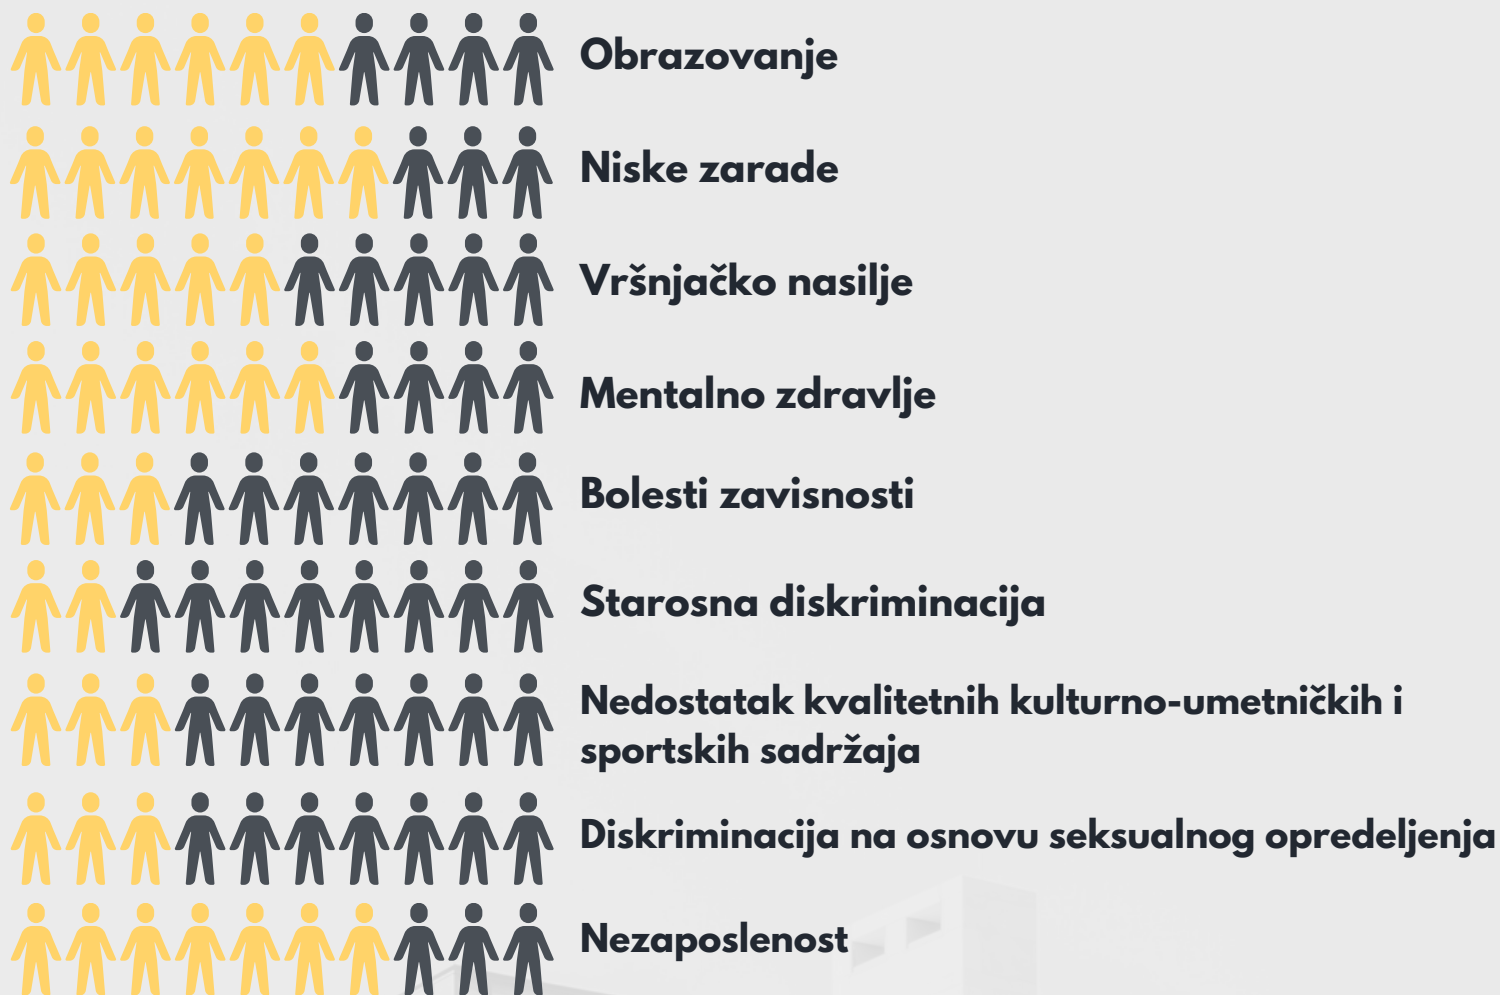 Obrazovanje
Niske zarade
Vršnjačko nasilje
Mentalno zdravlje
Bolesti zavisnosti
Starosna diskriminacija
Nedostatak kvalitetnih kulturno-umetničkih i
sportskih sadržaja
Diskriminacija na osnovu seksualnog opredeljenja
Nezaposlenost